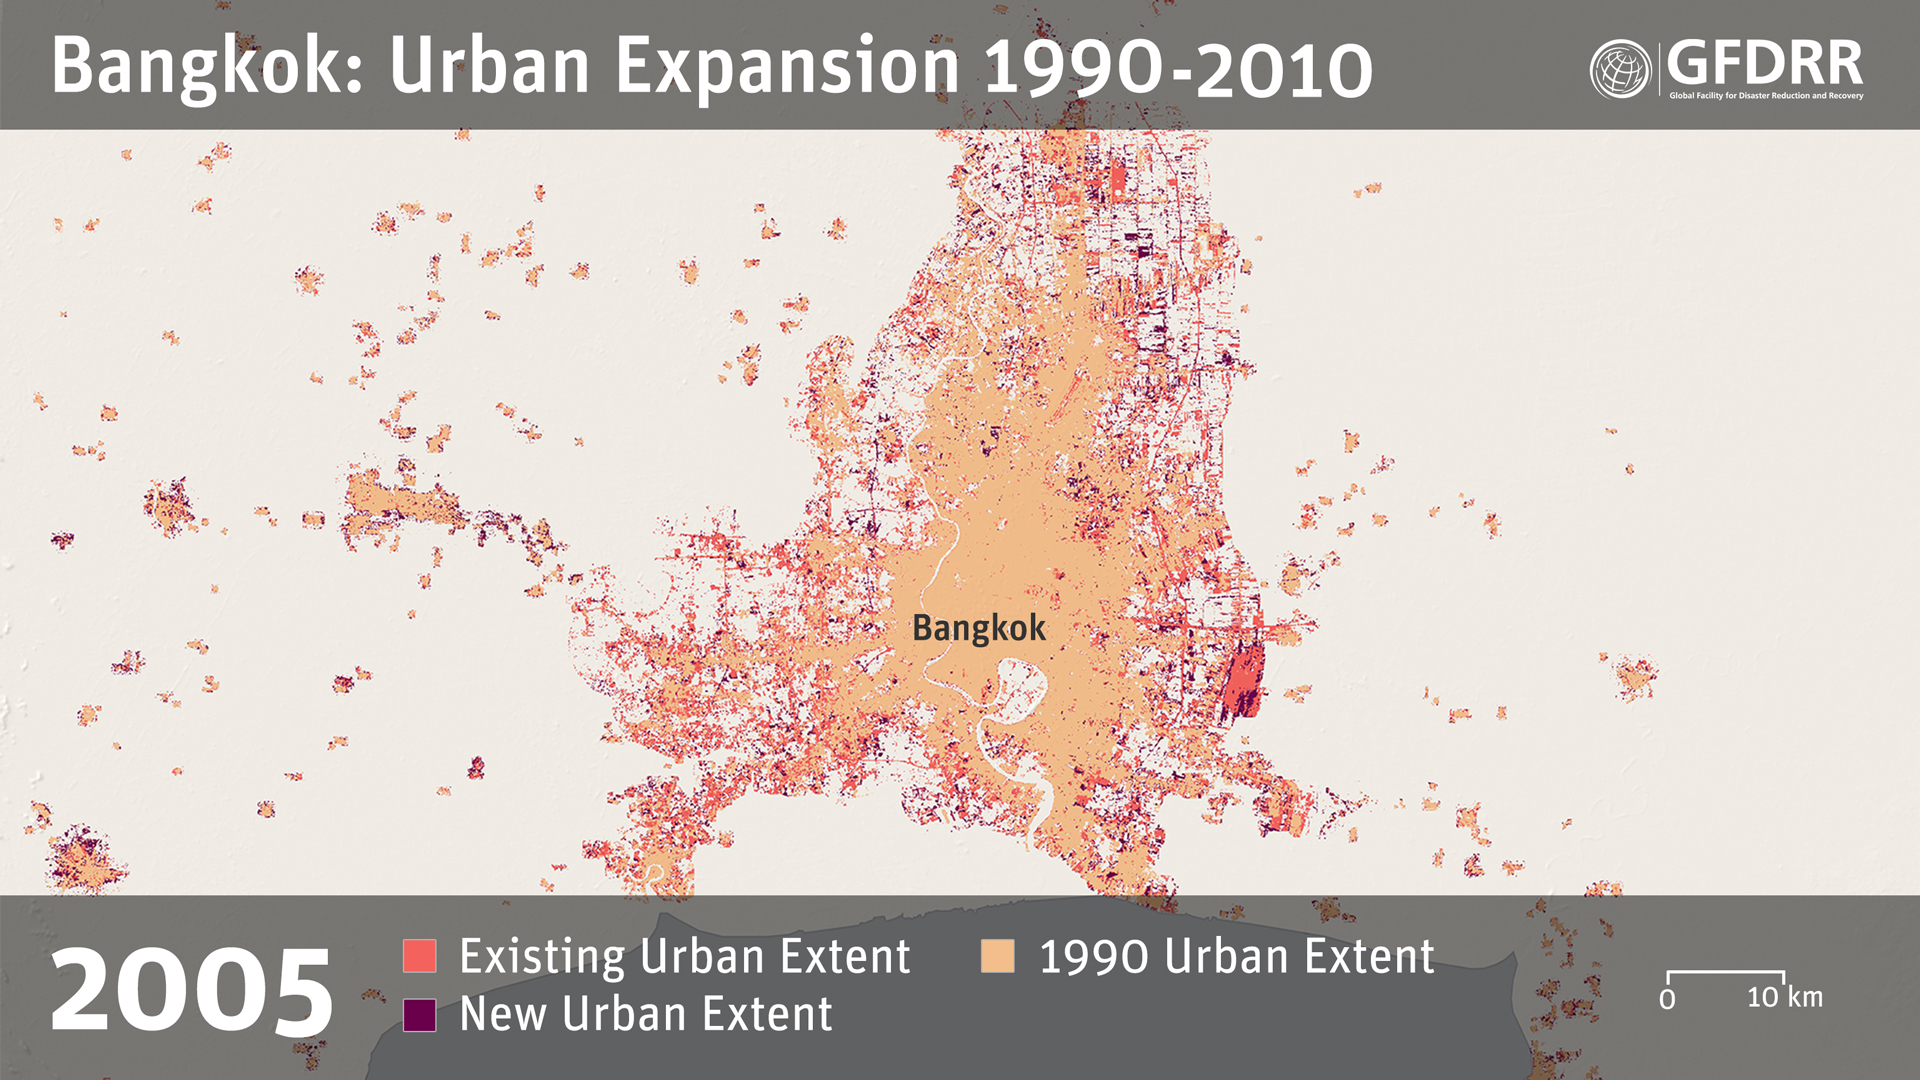 Bangkok: Urban Expansion 1990-2010
GFDRR
Global Facility for Disaster Reduction and Recovery
Bangkok
2005
Existing Urban Extent
1990 Urban Extent
New Urban Extent
0 10 km